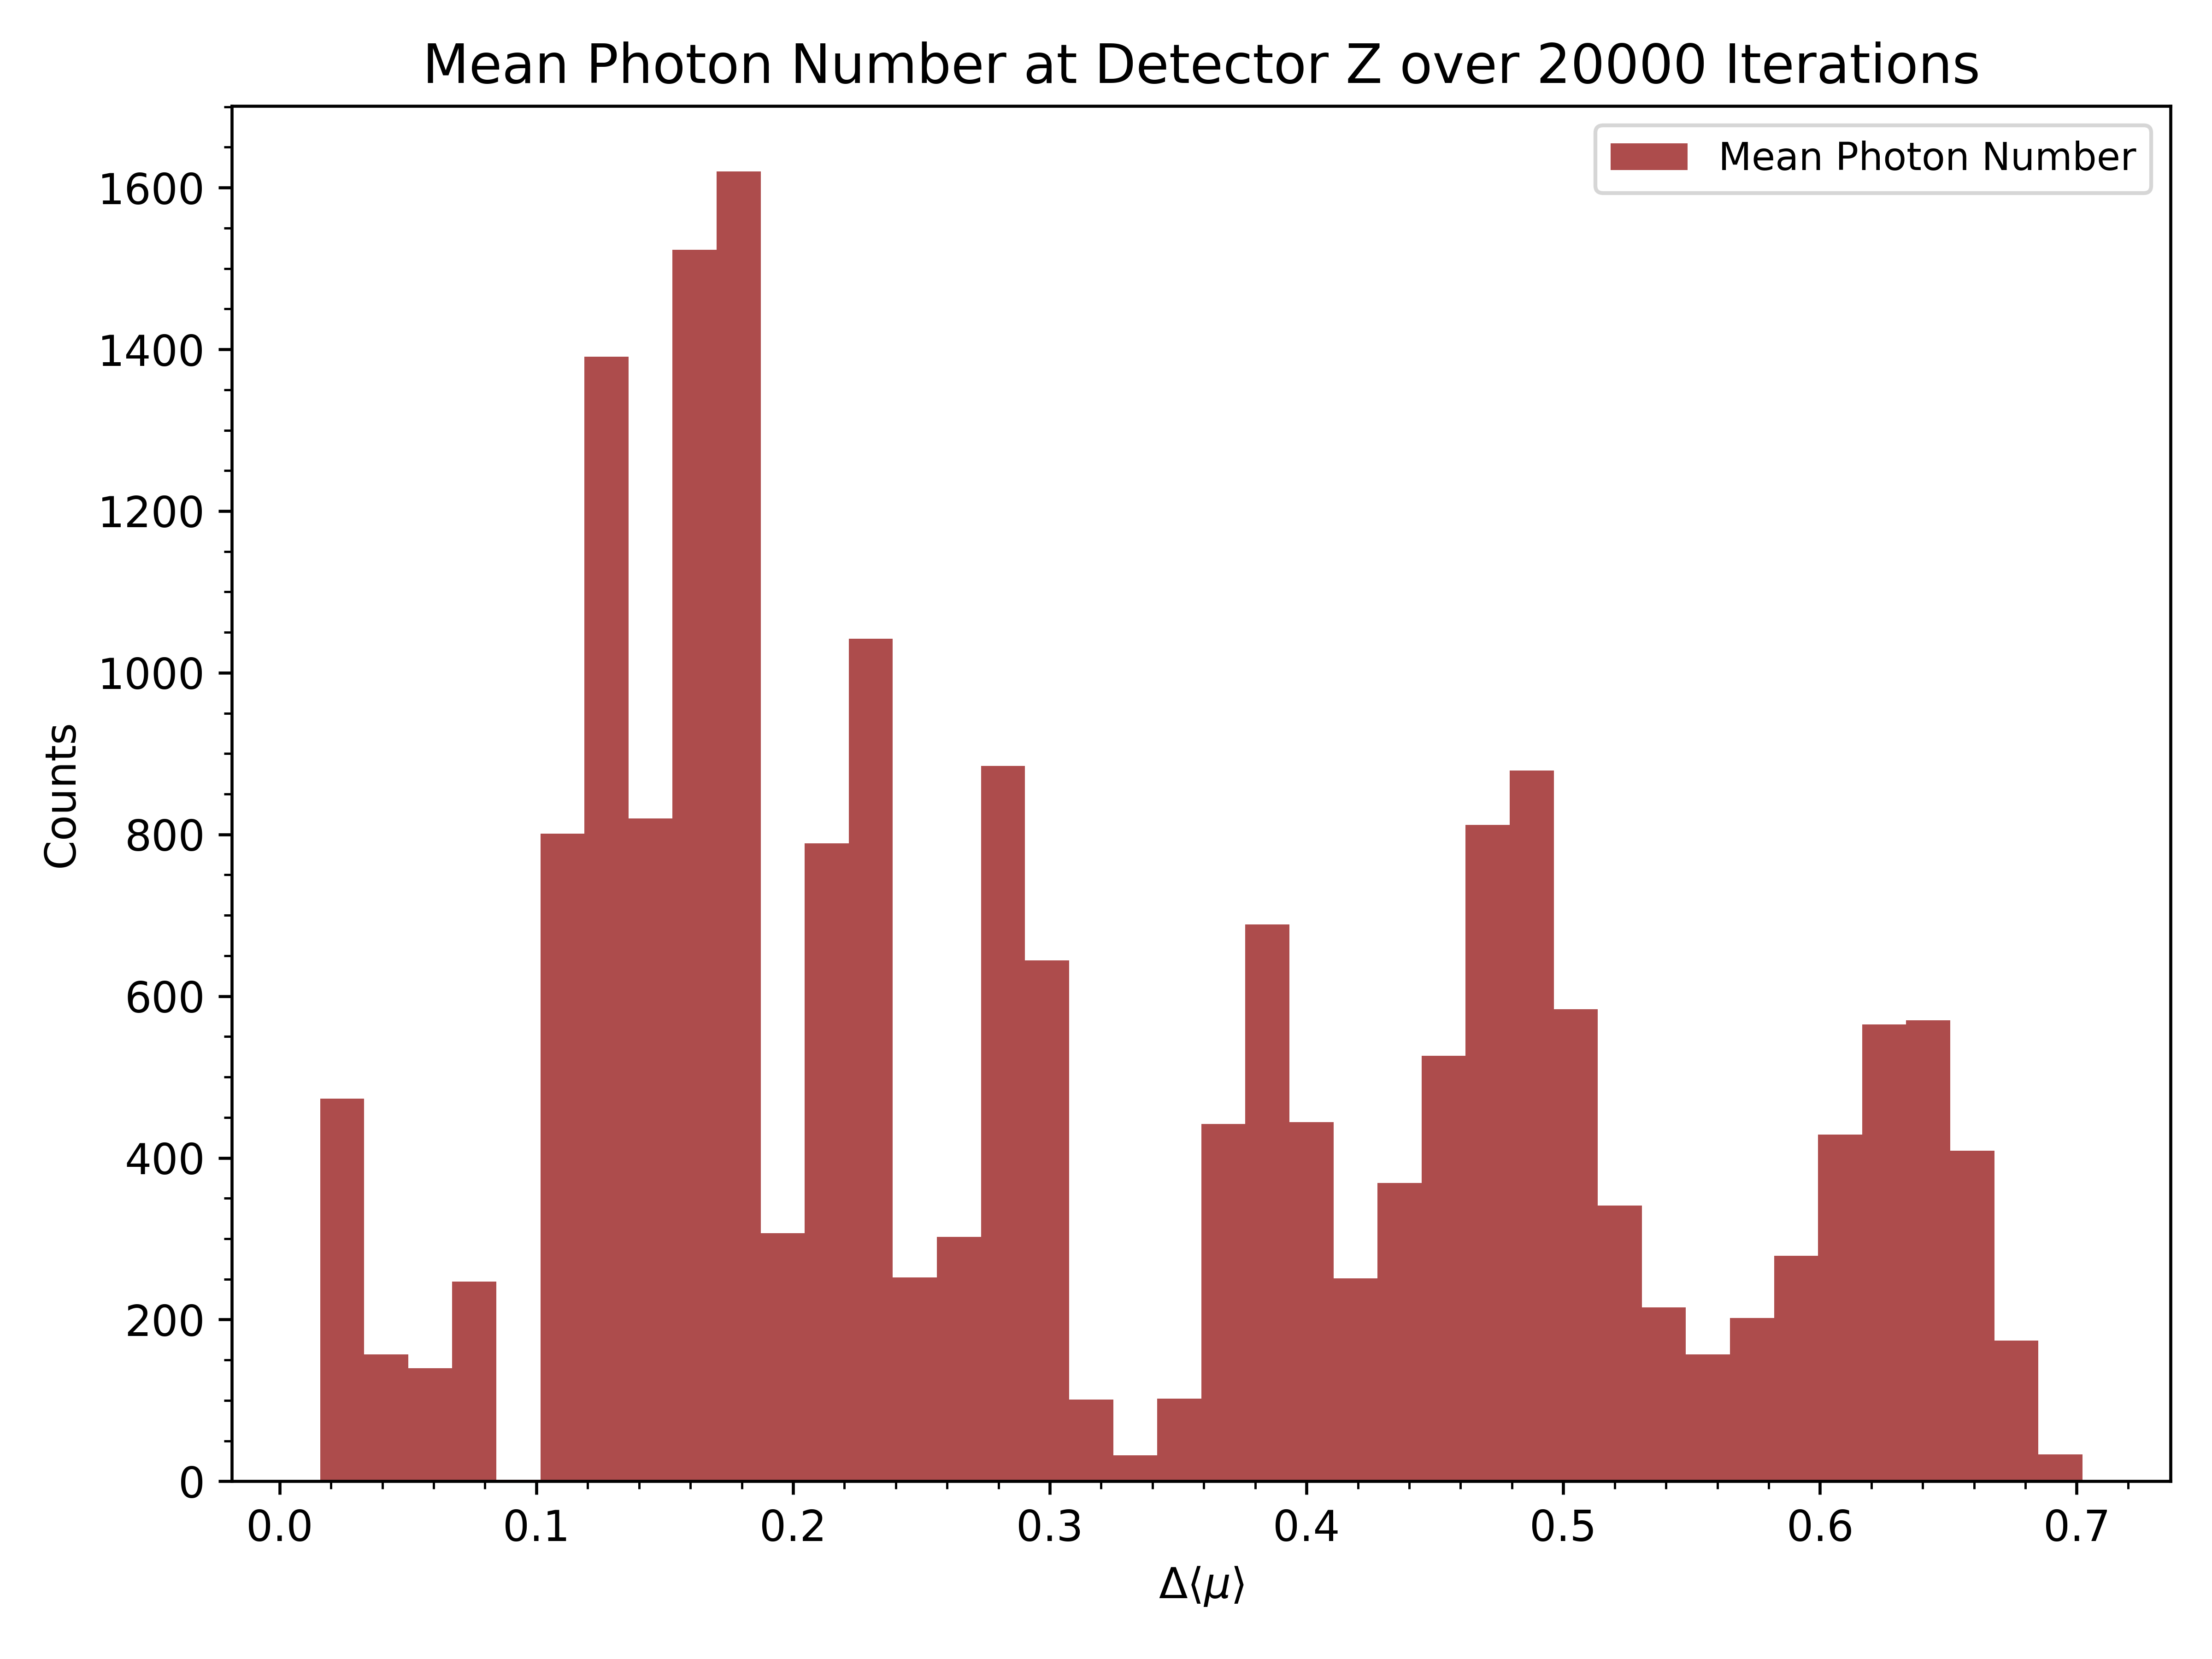 Mean Photon Number at Detector Z over 20000 Iterations
Mean Photon Number
1600
1400
1200
1000
800
600
400
200
0
Counts
0.0 0.1 0.2 0.3 0.4 0.5 0.6 0.7
Δ⟨μ⟩